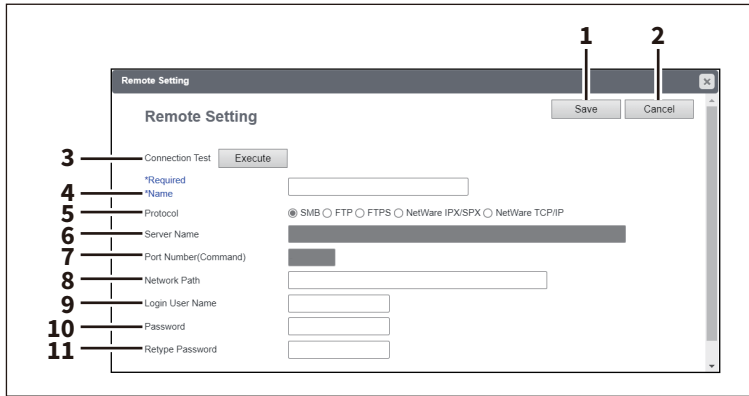 1 2
Remote Setting
Remote Setting
Save Cancel
3 Connection Test Execute
*Required
4 *Name
5 Protocol SMB FTP FTPS NetWare IPX/SPX NetWare TCP/IP
6 Server Name
7 Port Number(Command)
8 Network Path
9 Login User Name
10 Password
11 Retype Password